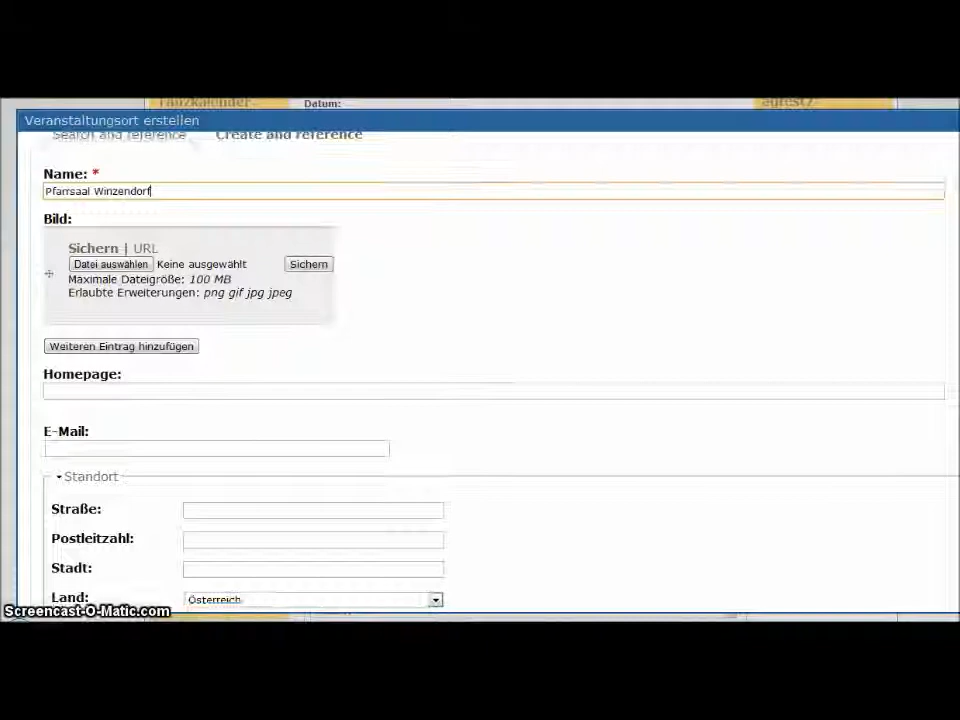 Tanzkalender
Datum:
Veranstaltungsort erstellen
Search and reference Create and reference
Name: *
Pfarrsaal Winzendorf
Bild:
Sichern | URL
Datei auswählen Keine ausgewählt Sichern
Maximale Dateigröße: 100 MB
Erlaubte Erweiterungen: png gif jpg jpeg
Weiteren Eintrag hinzufügen
Homepage:
E-Mail:
Standort
Straße:
Postleitzahl:
Stadt:
Land: Österreich
Screencast-O-Matic.com